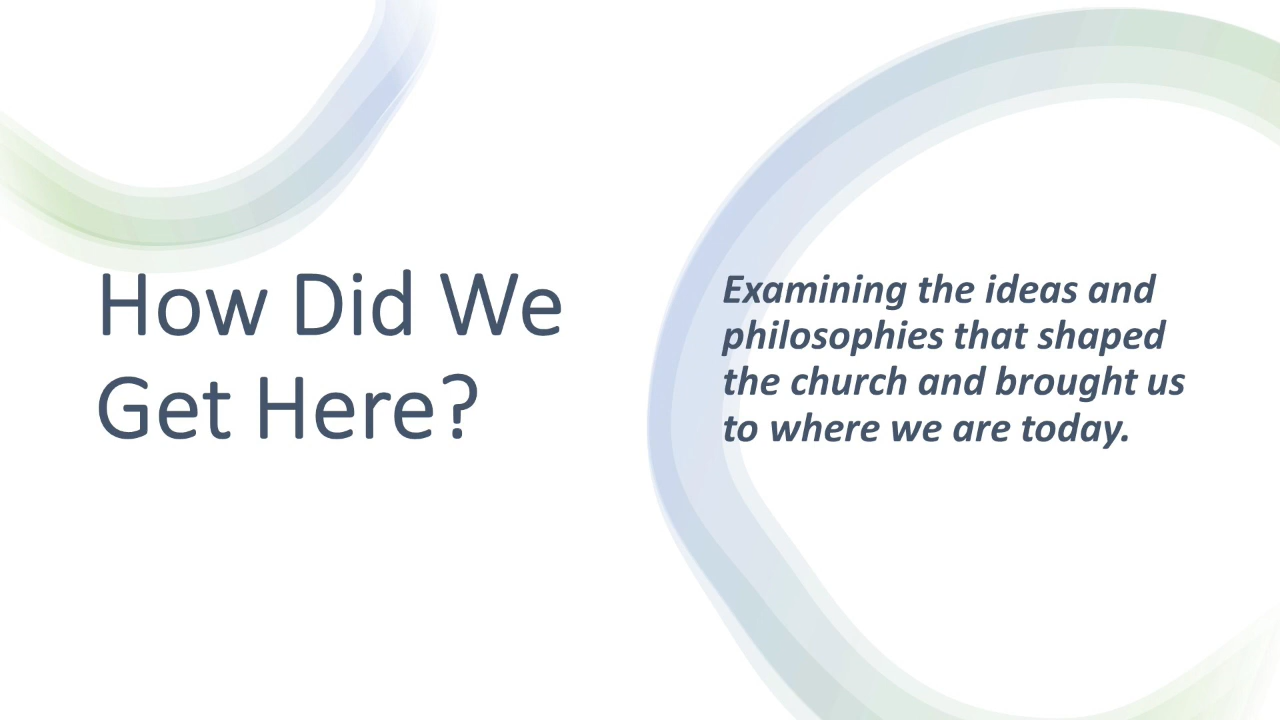 How Did We
Get Here?
Examining the ideas and
philosophies that shaped
the church and brought us
to where we are today.